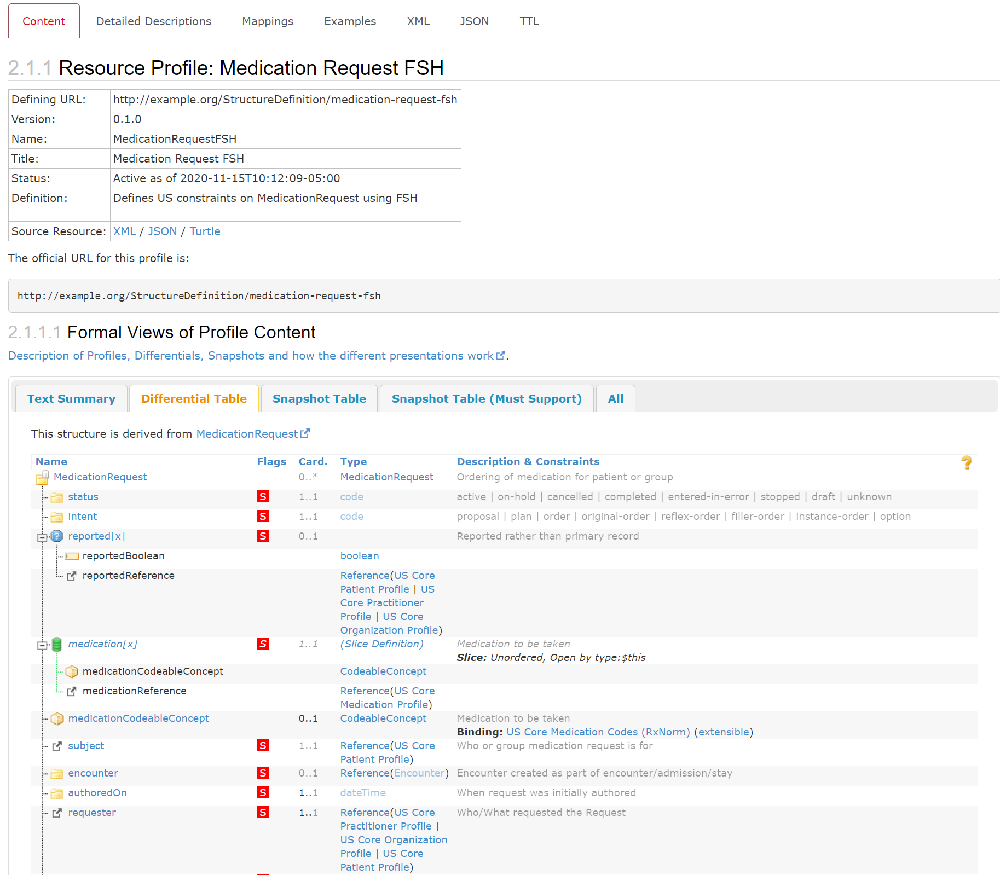 Content Detailed Descriptions Mappings Examples XML JSON TTL
2.1.1 Resource Profile: Medication Request FSH
Defining URL: http://example.org/StructureDefinition/medication-request-fsh
Version: 0.1.0
Name: MedicationRequestFSH
Title: Medication Request FSH
Status: Active as of 2020-11-15T10:12:09-05:00
Definition: Defines US constraints on MedicationRequest using FSH
Source Resource: XML / JSON / Turtle
The official URL for this profile is:
http://example.org/StructureDefinition/medication-request-fsh
2.1.1.1 Formal Views of Profile Content
Description of Profiles, Differentials, Snapshots and how the different presentations work.
Text Summary Differential Table Snapshot Table Snapshot Table (Must Support) All
This structure is derived from MedicationRequest
Name Flags Card. Type Description & Constraints ?
MedicationRequest 0..* MedicationRequest Ordering of medication for patient or group
status S 1..1 code active | on-hold | cancelled | completed | entered-in-error | stopped | draft | unknown
intent S 1..1 code proposal | plan | order | original-order | reflex-order | filler-order | instance-order | option
reported[x] S 0..1 Reported rather than primary record
reportedBoolean boolean
reportedReference Reference(US Core
Patient Profile | US
Core Practitioner
Profile | US Core
Organization Profile)
medication[x] S 1..1 (Slice Definition) Medication to be taken
Slice: Unordered, Open by type:$this
medicationCodeableConcept CodeableConcept
medicationReference Reference(US Core
Medication Profile)
medicationCodeableConcept 0..1 CodeableConcept Medication to be taken
Binding: US Core Medication Codes (RxNorm) (extensible)
subject S 1..1 Reference(US Core Who or group medication request is for
Patient Profile)
encounter S 0..1 Reference(Encounter) Encounter created as part of encounter/admission/stay
authoredOn S 1..1 dateTime When request was initially authored
requester S 1..1 Reference(US Core Who/What requested the Request
Practitioner Profile |
US Core Organization
Profile | US Core
Patient Profile)